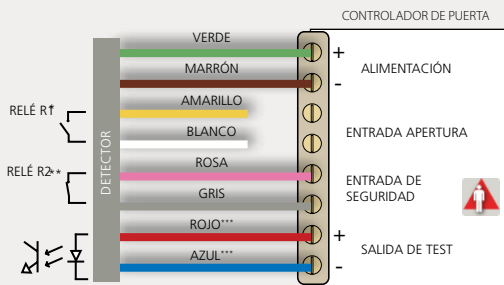 CONTROLADOR DE PUERTA
VERDE
+
ALIMENTACIÓN
MARRÓN
-
RELÉ R1*
AMARILLO
ENTRADA APERTURA
BLANCO
DETECTOR
RELÉ R2**
ROSA
ENTRADA DE
SEGURIDAD
GRIS
ROJO***
+
SALIDA DE TEST
AZUL***
-